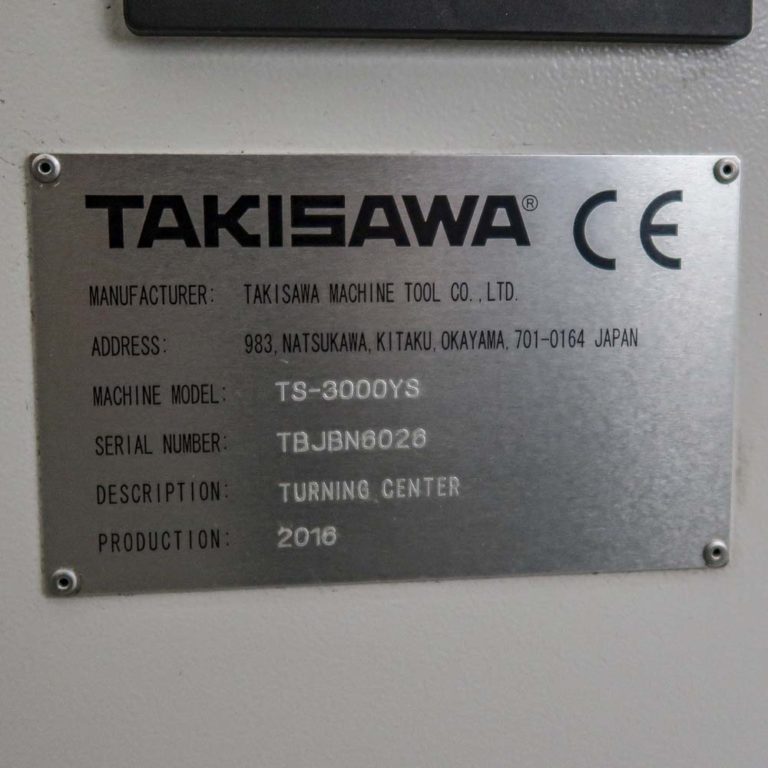 TAKISAWA® CE
MANUFACTURER: TAKISAWA MACHINE TOOL CO.,LTD.
ADDRESS: 983,NATSUKAWA,KITAKU,OKAYAMA,701-0164 JAPAN
MACHINE MODEL: TS-3000YS
SERIAL NUMBER: TBJBN6026
DESCRIPTION: TURNING CENTER
PRODUCTION: 2016